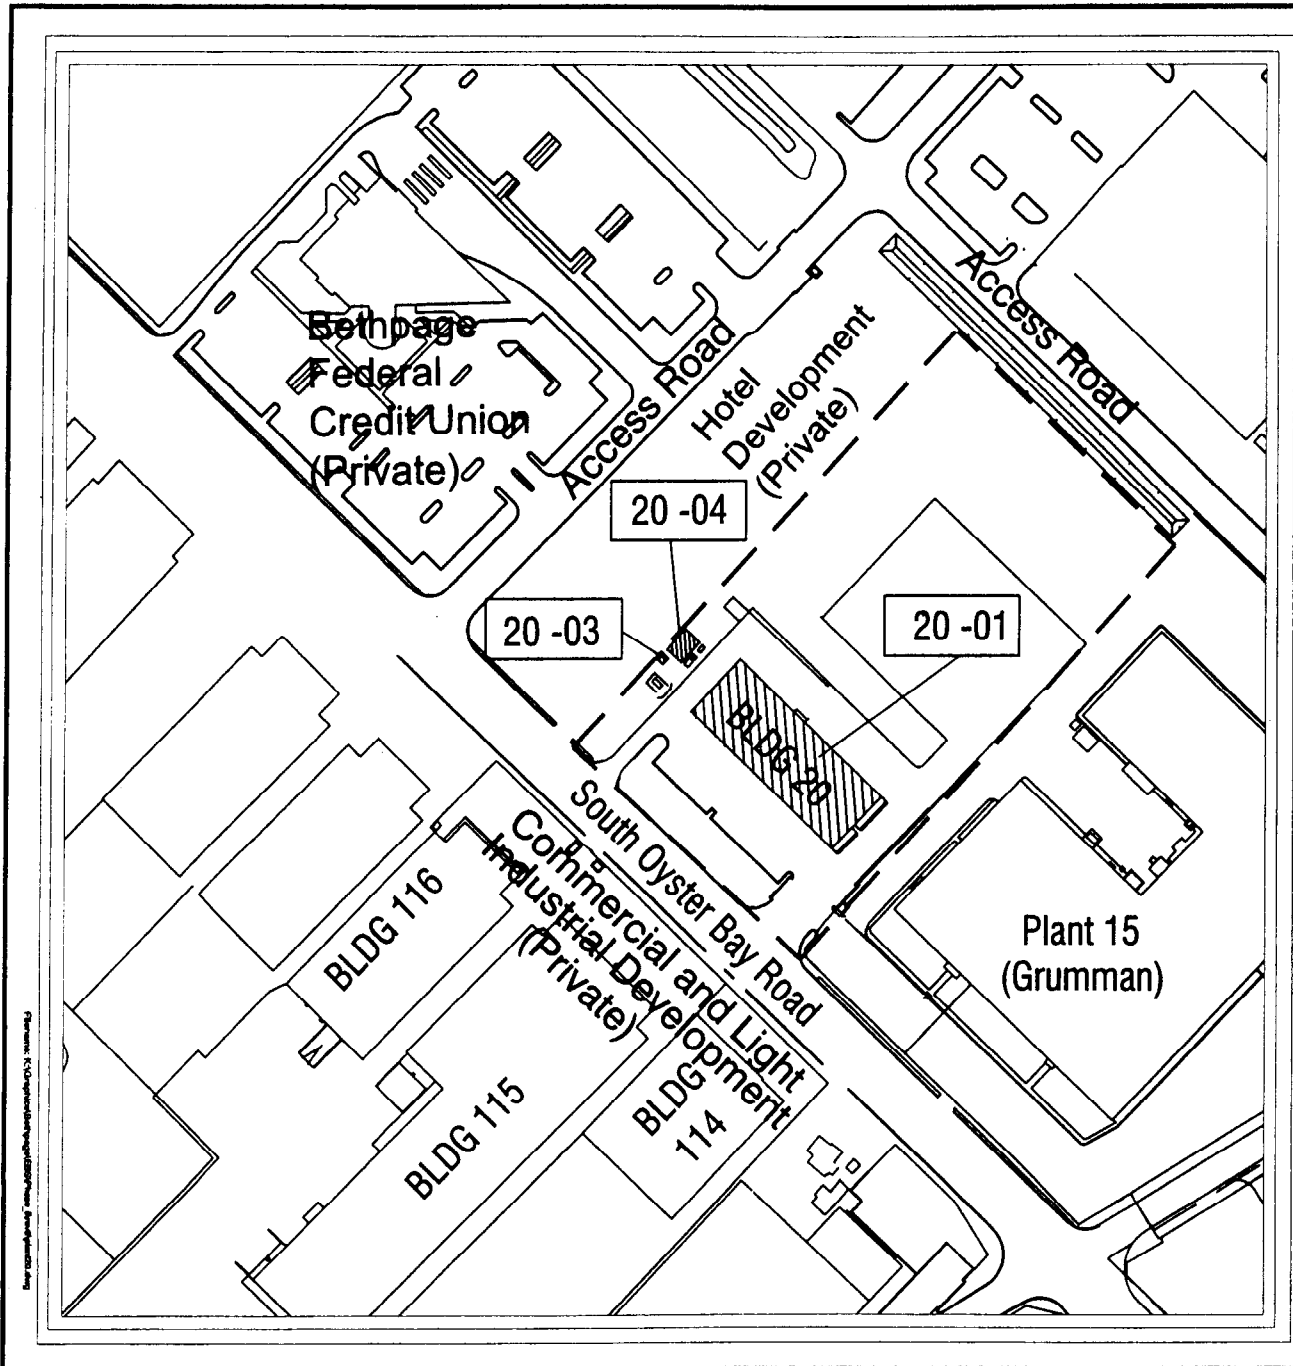 Access Road
Bethpage
Federal
Credit Union
(Private)
Access Road
Hotel
Development
(Private)
20 -04
20 -03
20 -01
BLDG 20
South Oyster Bay Road
Commercial and Light
Industrial Development
(Private)
BLDG 116
BLDG 115
BLDG
114
Plant 15
(Grumman)